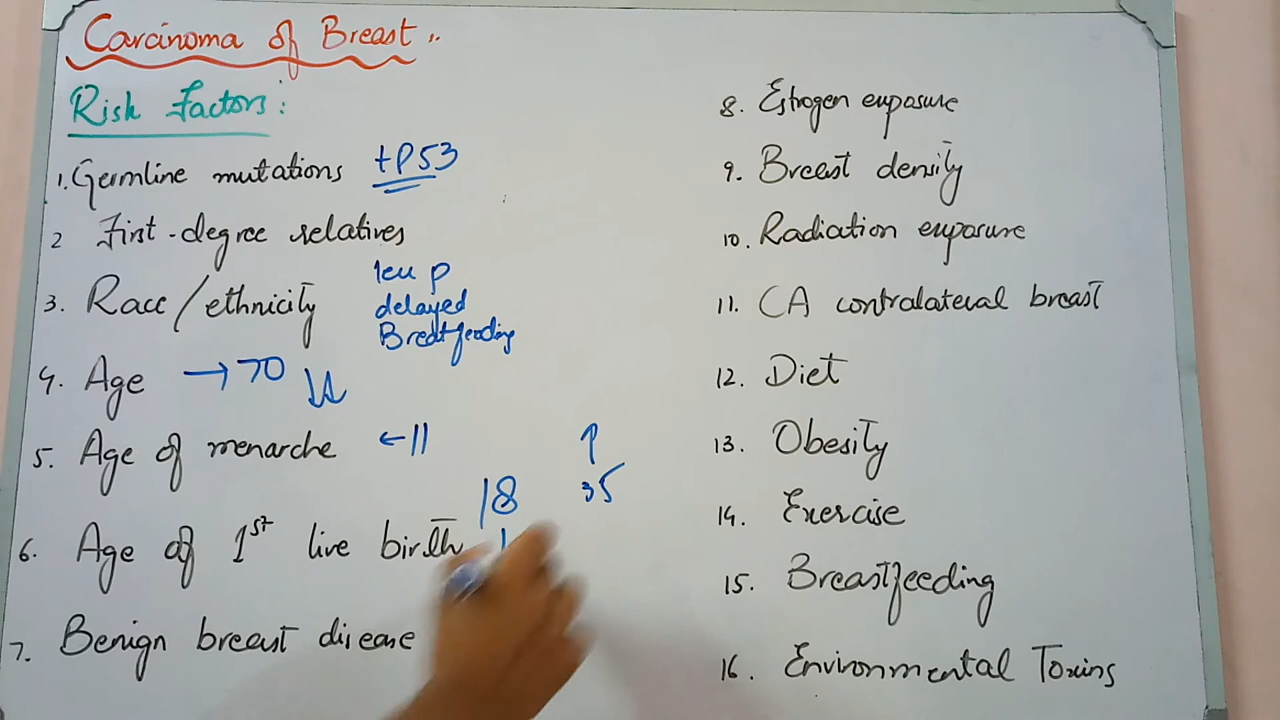 Carcinoma of Breast
Risk Factors:
1. Germline mutations tP53
2 First-degree relatives
3. Race/ethnicity
less p
delayed
Breastfeeding
4. Age → 70 ↓↓
5. Age of menarche ← 11
↑
18 35
6. Age of 1st live birth
7. Benign breast disease
8. Estrogen exposure
9. Breast density
10. Radiation exposure
11. CA contralateral breast
12. Diet
13. Obesity
14. Exercise
15. Breastfeeding
16. Environmental Toxins